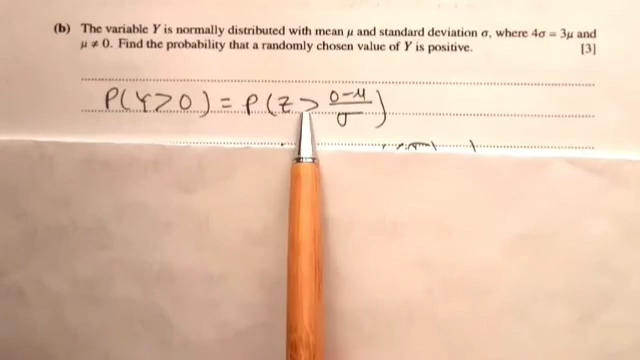 (b) The variable Y is normally distributed with mean μ and standard deviation σ, where 4σ = 3μ and
μ ≠ 0. Find the probability that a randomly chosen value of Y is positive. [3]
P(Y>0) = P(Z > (0-μ)/σ)